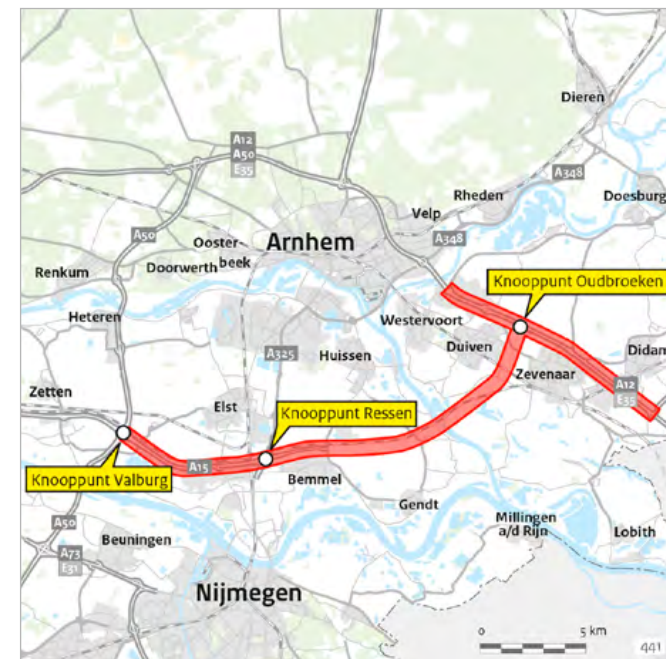 Dieren
A12
A50
E35
A348
Rheden
Doesburg
Velp
A50
Ooster
beek
Arnhem
A348
Renkum
Doorwerth
Knooppunt Oudbroeken
Heteren
Westervoort
A325
Huissen
Duiven
Didam
Zevenaar
Zetten
A12
E35
Elst
Knooppunt Ressen
A15
Knooppunt Valburg
Bemmel
Gendt
A50
Millingen
a/d Rijn
Lobith
Beuningen
A73
E31
Nijmegen
0
5 km
441